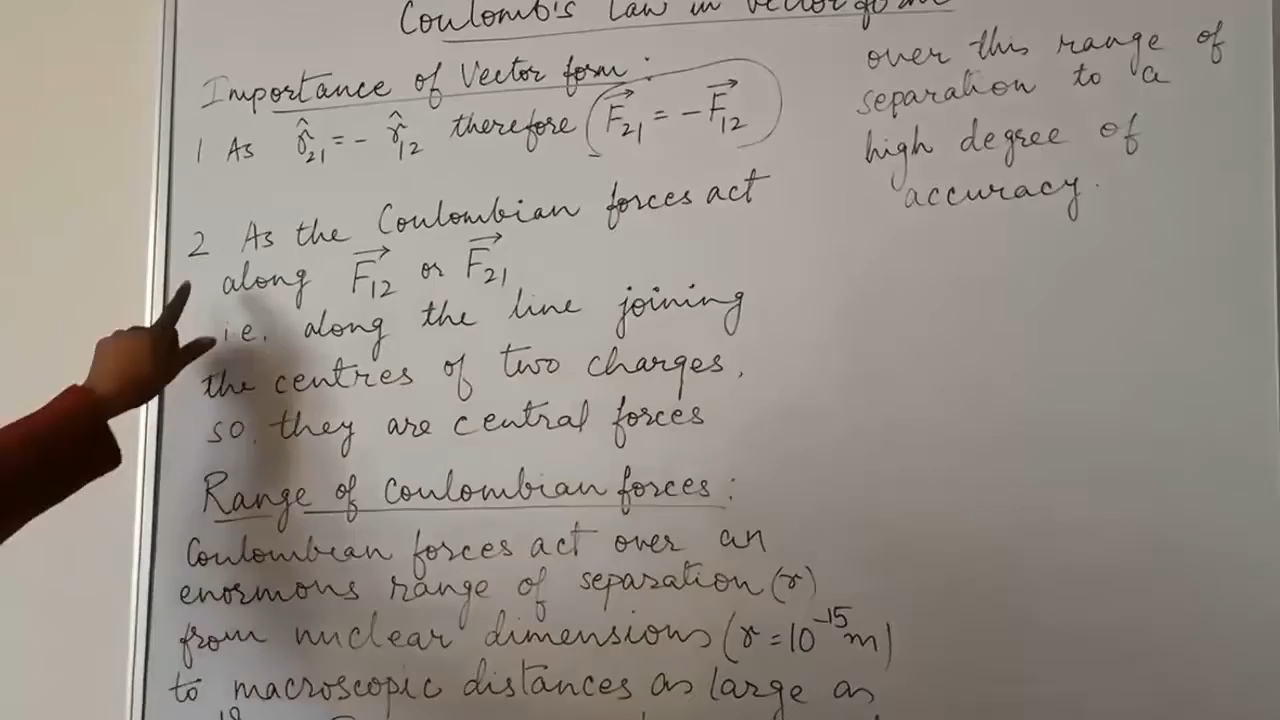 Coulomb's Law in Vector form
Importance of Vector form :
1 As r̂₂₁ = - r̂₁₂ therefore F⃗₂₁ = - F⃗₁₂
2 As the Coulombian forces act
along F⃗₁₂ or F⃗₂₁
i.e. along the line joining
the centres of two charges,
so, they are central forces
Range of Coulombian forces :
Coulombian forces act over an
enormous range of separation (r)
from nuclear dimensions (r = 10⁻¹⁵ m)
to macroscopic distances as large as
over this range of
separation to a
high degree of
accuracy.